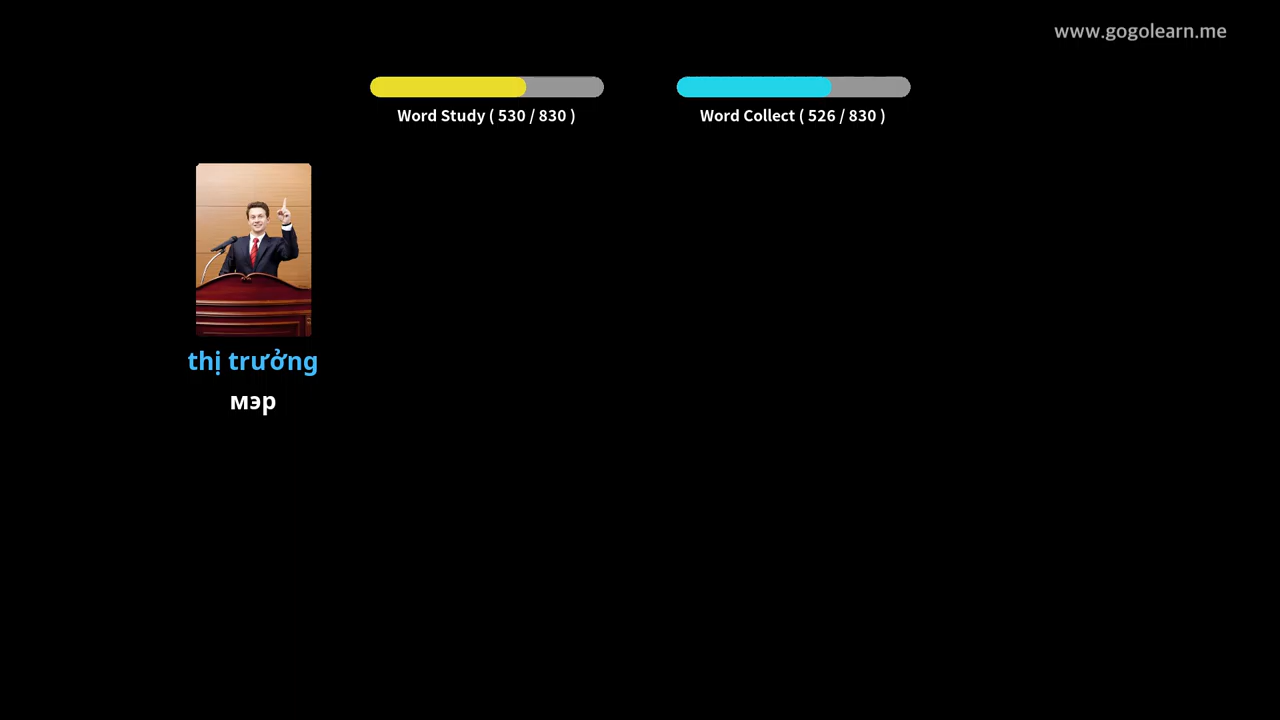 www.gogolearn.me
Word Study ( 530 / 830 )
Word Collect ( 526 / 830 )
thị trưởng
мэр